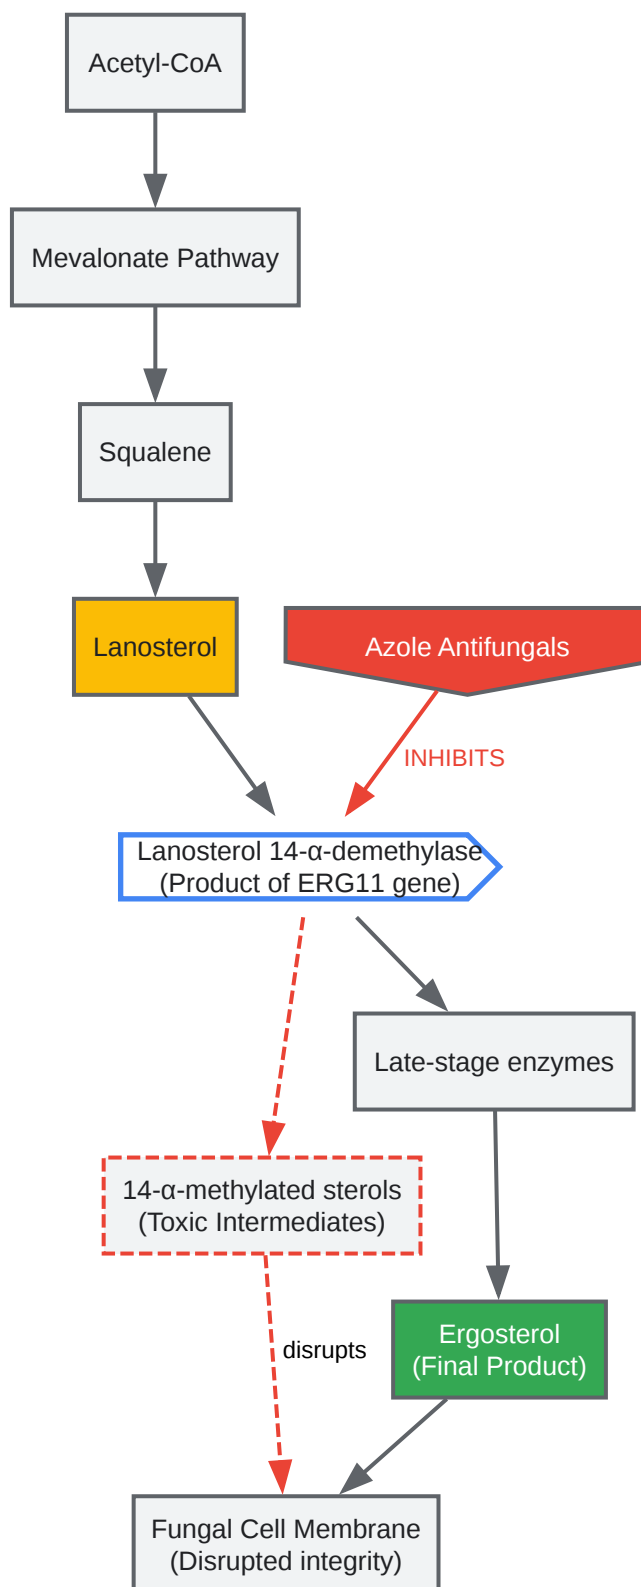 Acetyl-CoA
Mevalonate Pathway
Squalene
Lanosterol
Azole Antifungals
INHIBITS
Lanosterol 14-α-demethylase
(Product of ERG11 gene)
Late-stage enzymes
14-α-methylated sterols
(Toxic Intermediates)
disrupts
Ergosterol
(Final Product)
Fungal Cell Membrane
(Disrupted integrity)